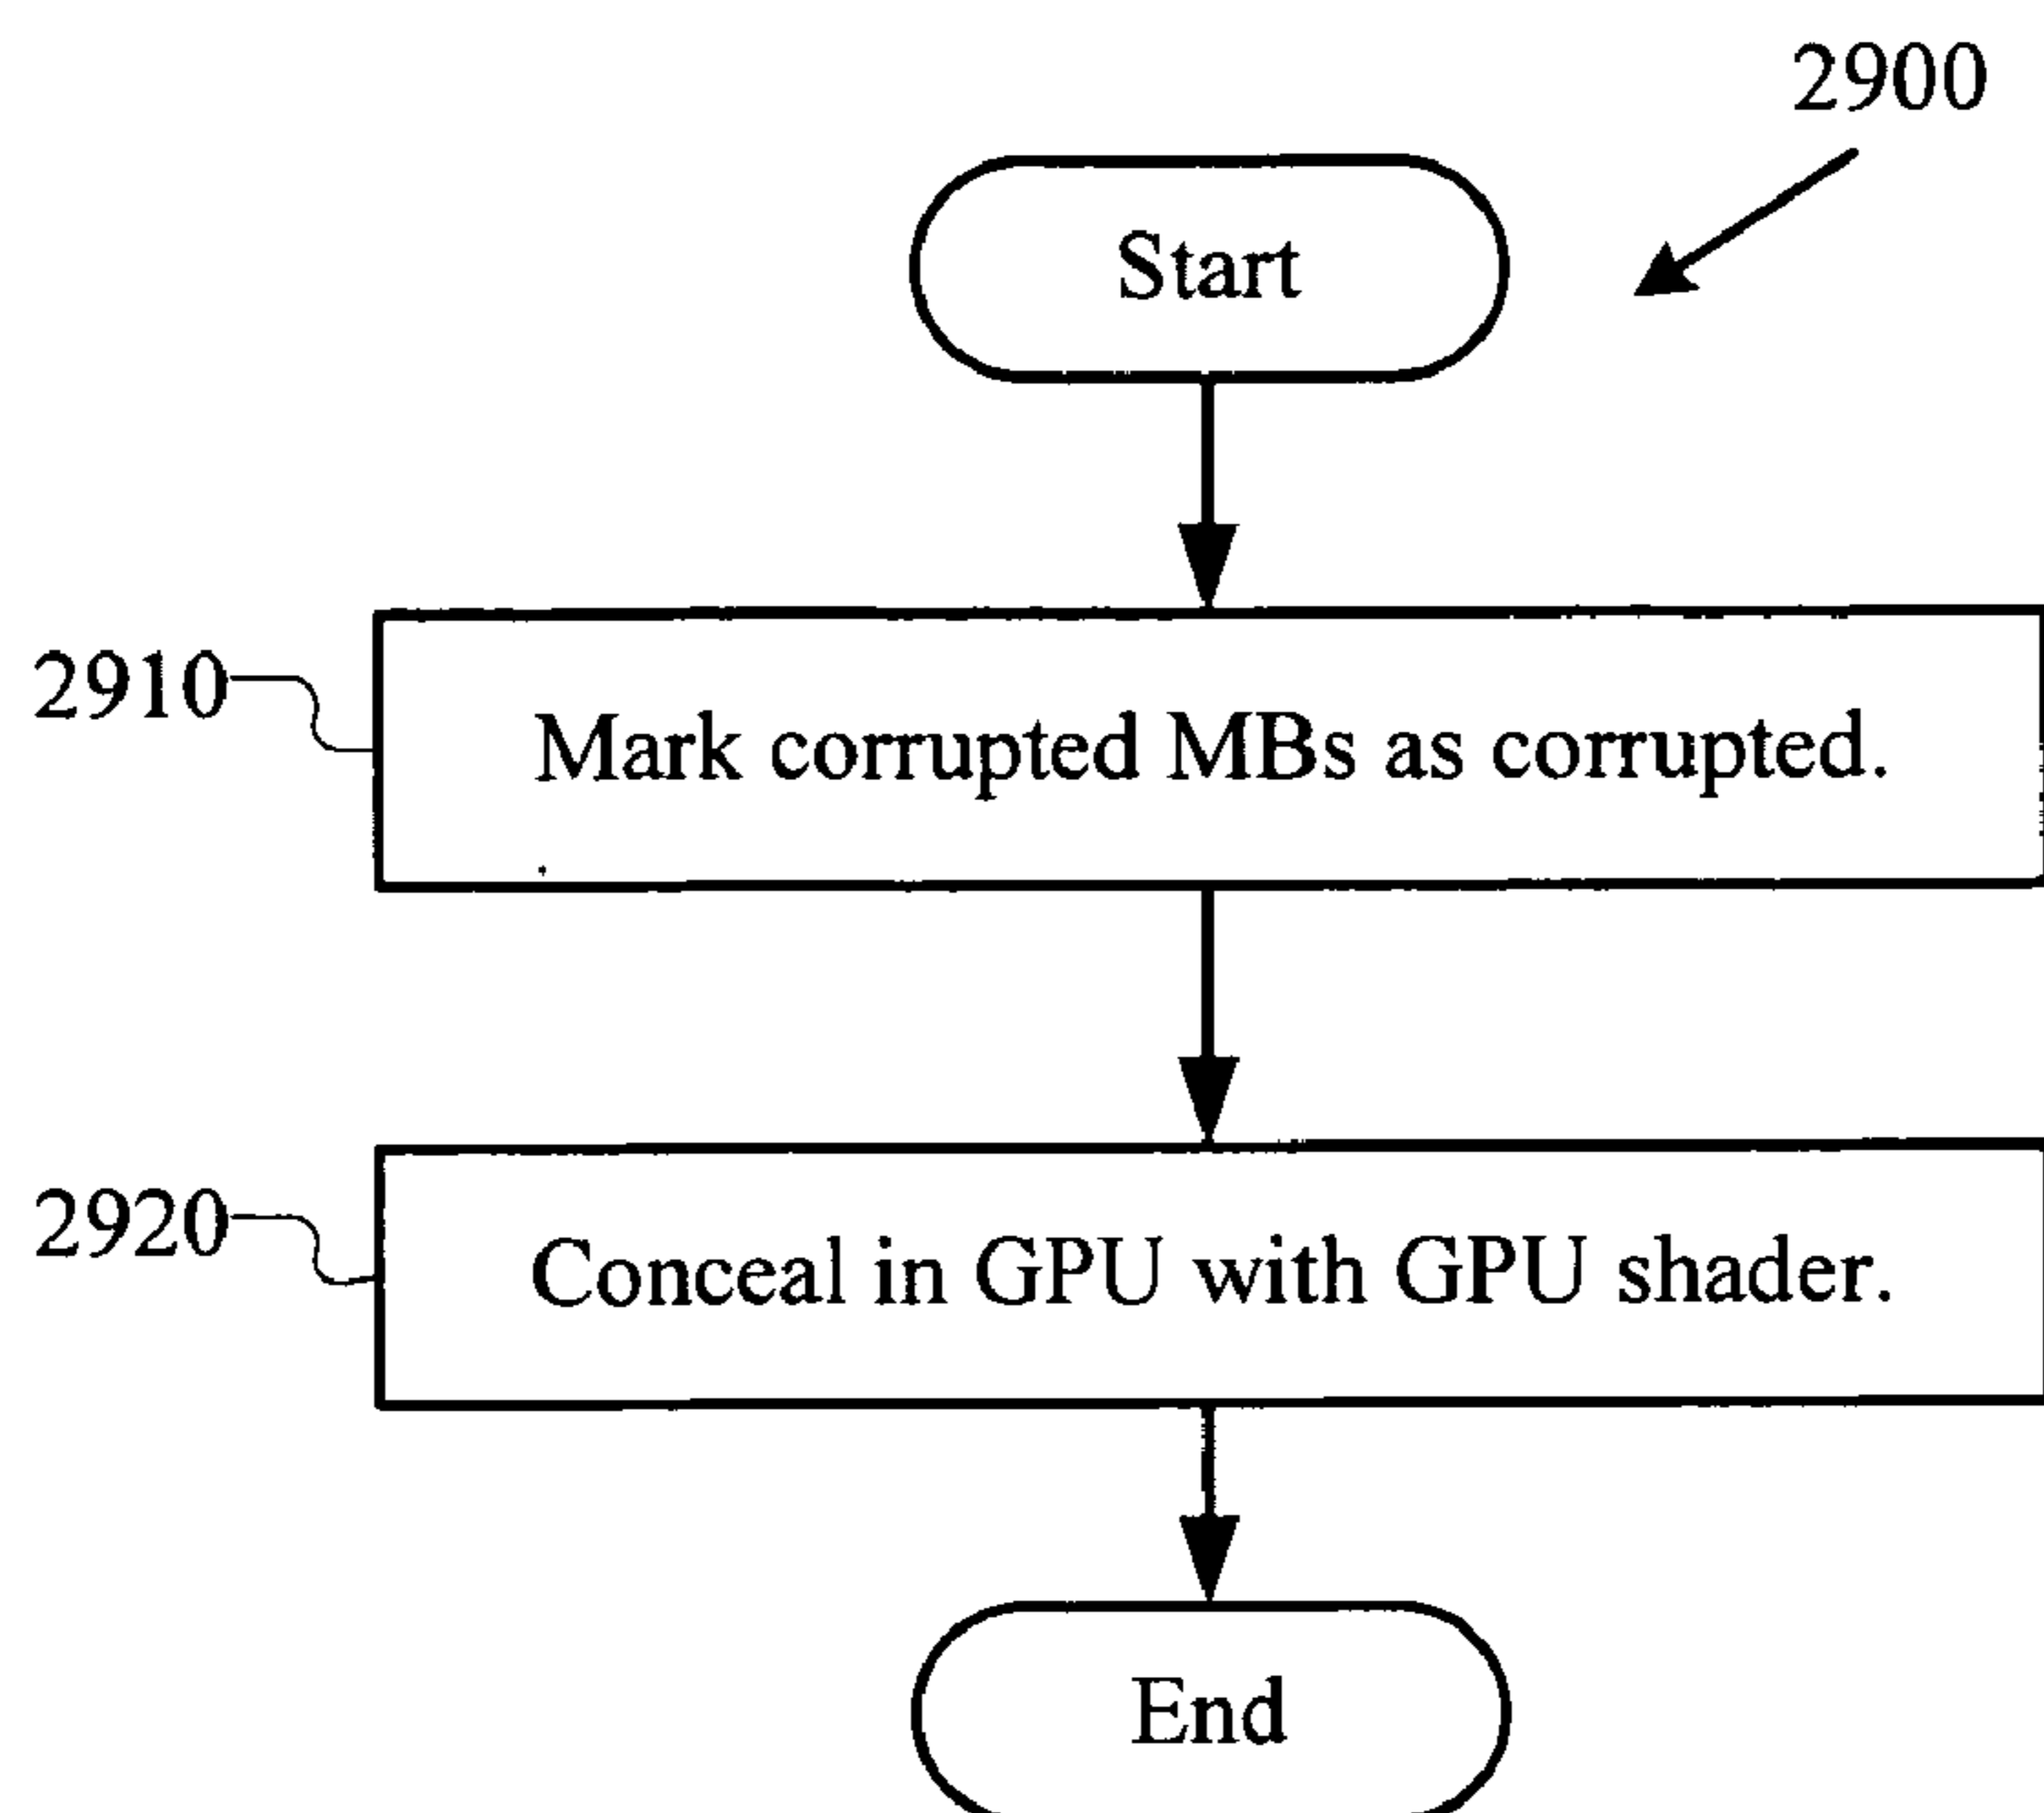 2900
Start
2910
Mark corrupted MBs as corrupted.
2920
Conceal in GPU with GPU shader.
End